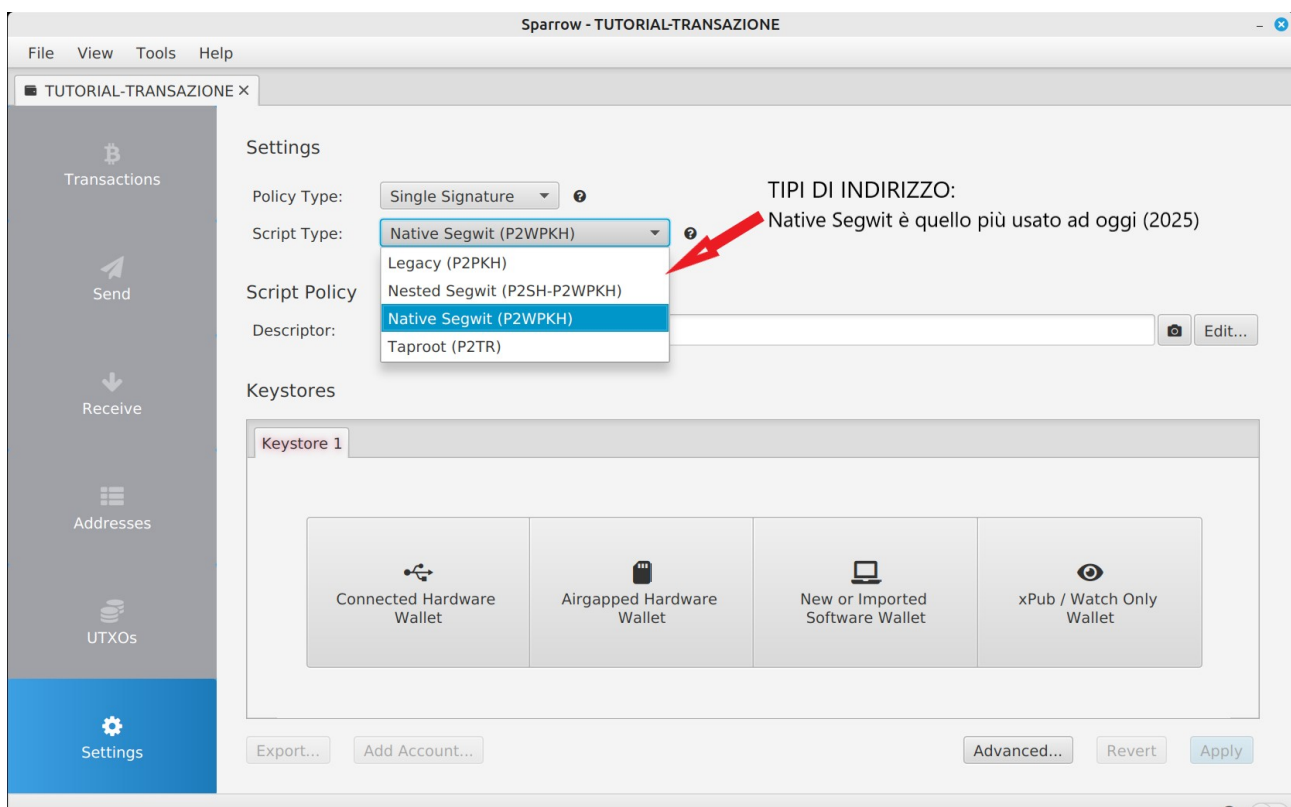 Sparrow - TUTORIAL-TRANSAZIONE
File View Tools Help
TUTORIAL-TRANSAZIONE
Transactions
Send
Receive
Addresses
UTXOs
Settings
Settings
Policy Type: Single Signature
Script Type: Native Segwit (P2WPKH)
Legacy (P2PKH)
Nested Segwit (P2SH-P2WPKH)
Native Segwit (P2WPKH)
Taproot (P2TR)
TIPI DI INDIRIZZO:
Native Segwit è quello più usato ad oggi (2025)
Script Policy
Descriptor:
Edit...
Keystores
Keystore 1
Connected Hardware
Wallet
Airgapped Hardware
Wallet
New or Imported
Software Wallet
xPub / Watch Only
Wallet
Export... Add Account... Advanced... Revert Apply